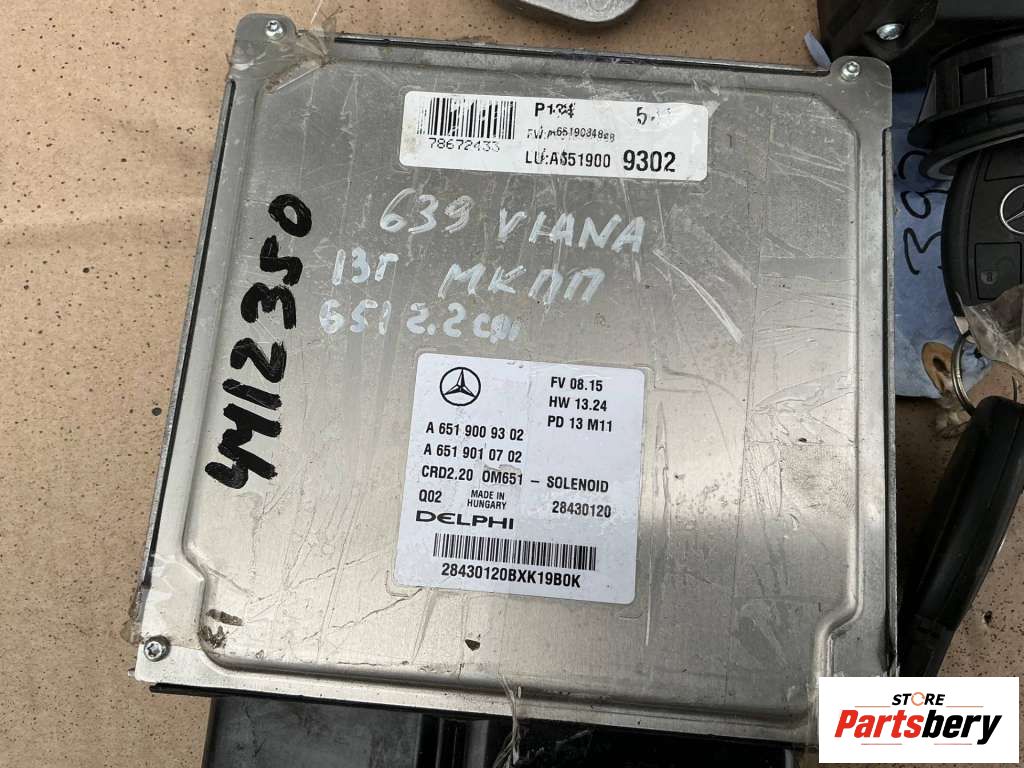 5.
78672433
LU:A651900 9302
639 VIANA
13г МКПП
651 2.2 CDI
4412350
392
FV 08.15
HW 13.24
PD 13 M11
A 651 900 93 02
A 651 901 07 02
CRD2.20 OM651 – SOLENOID
Q02 MADE IN HUNGARY 28430120
DELPHI
28430120BXK19B0K
STORE
Partsbery